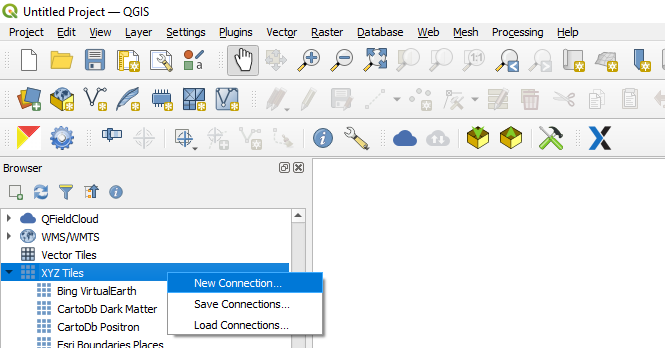 Untitled Project — QGIS
Project Edit View Layer Settings Plugins Vector Raster Database Web Mesh Processing
1:1
Browser
QFieldCloud
WMS/WMTS
Vector Tiles
XYZ Tiles
New Connection...
Bing VirtualEarth
Save Connections...
CartoDb Dark Matter
Load Connections...
CartoDb Positron
Esri Boundaries Places